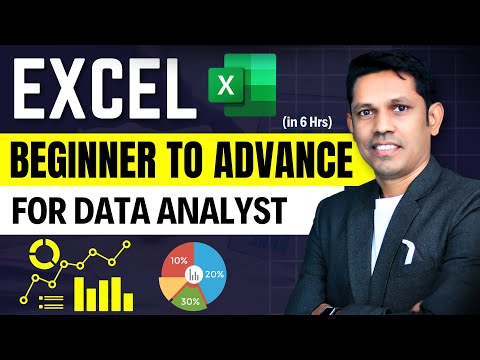 EXCEL
X
(in 6 Hrs)
BEGINNER TO ADVANCE
FOR DATA ANALYST
10%
20%
30%